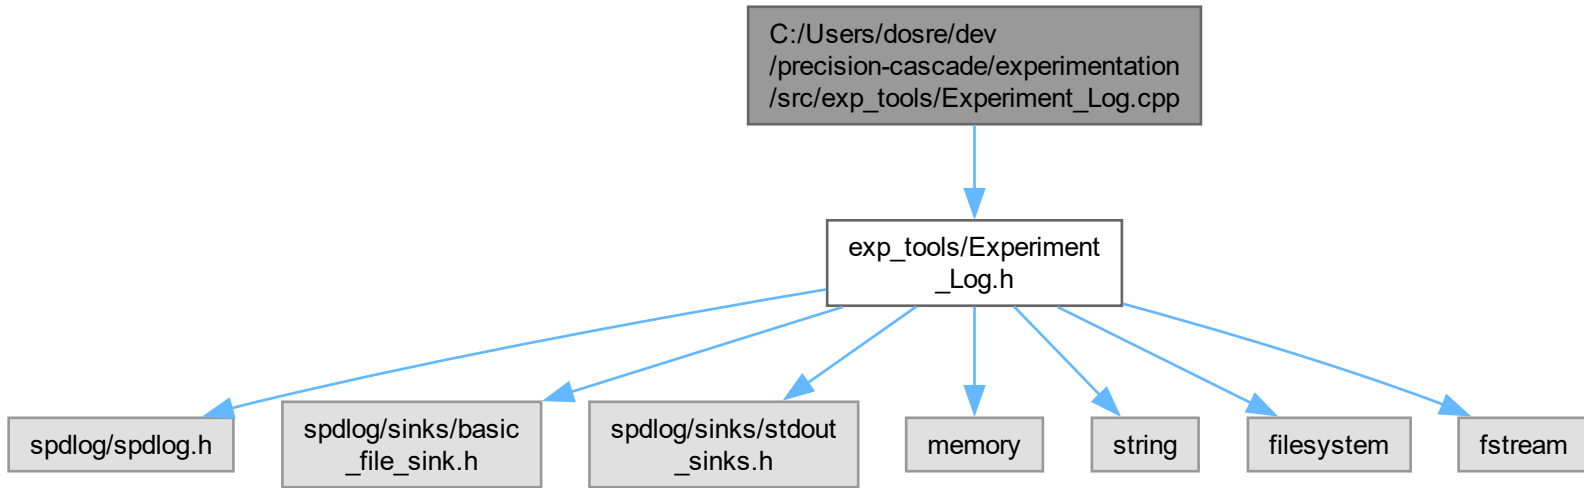 C:/Users/dosre/dev
/precision-cascade/experimentation
/src/exp_tools/Experiment_Log.cpp
exp_tools/Experiment
_Log.h
spdlog/spdlog.h
spdlog/sinks/basic
_file_sink.h
spdlog/sinks/stdout
_sinks.h
memory
string
filesystem
fstream